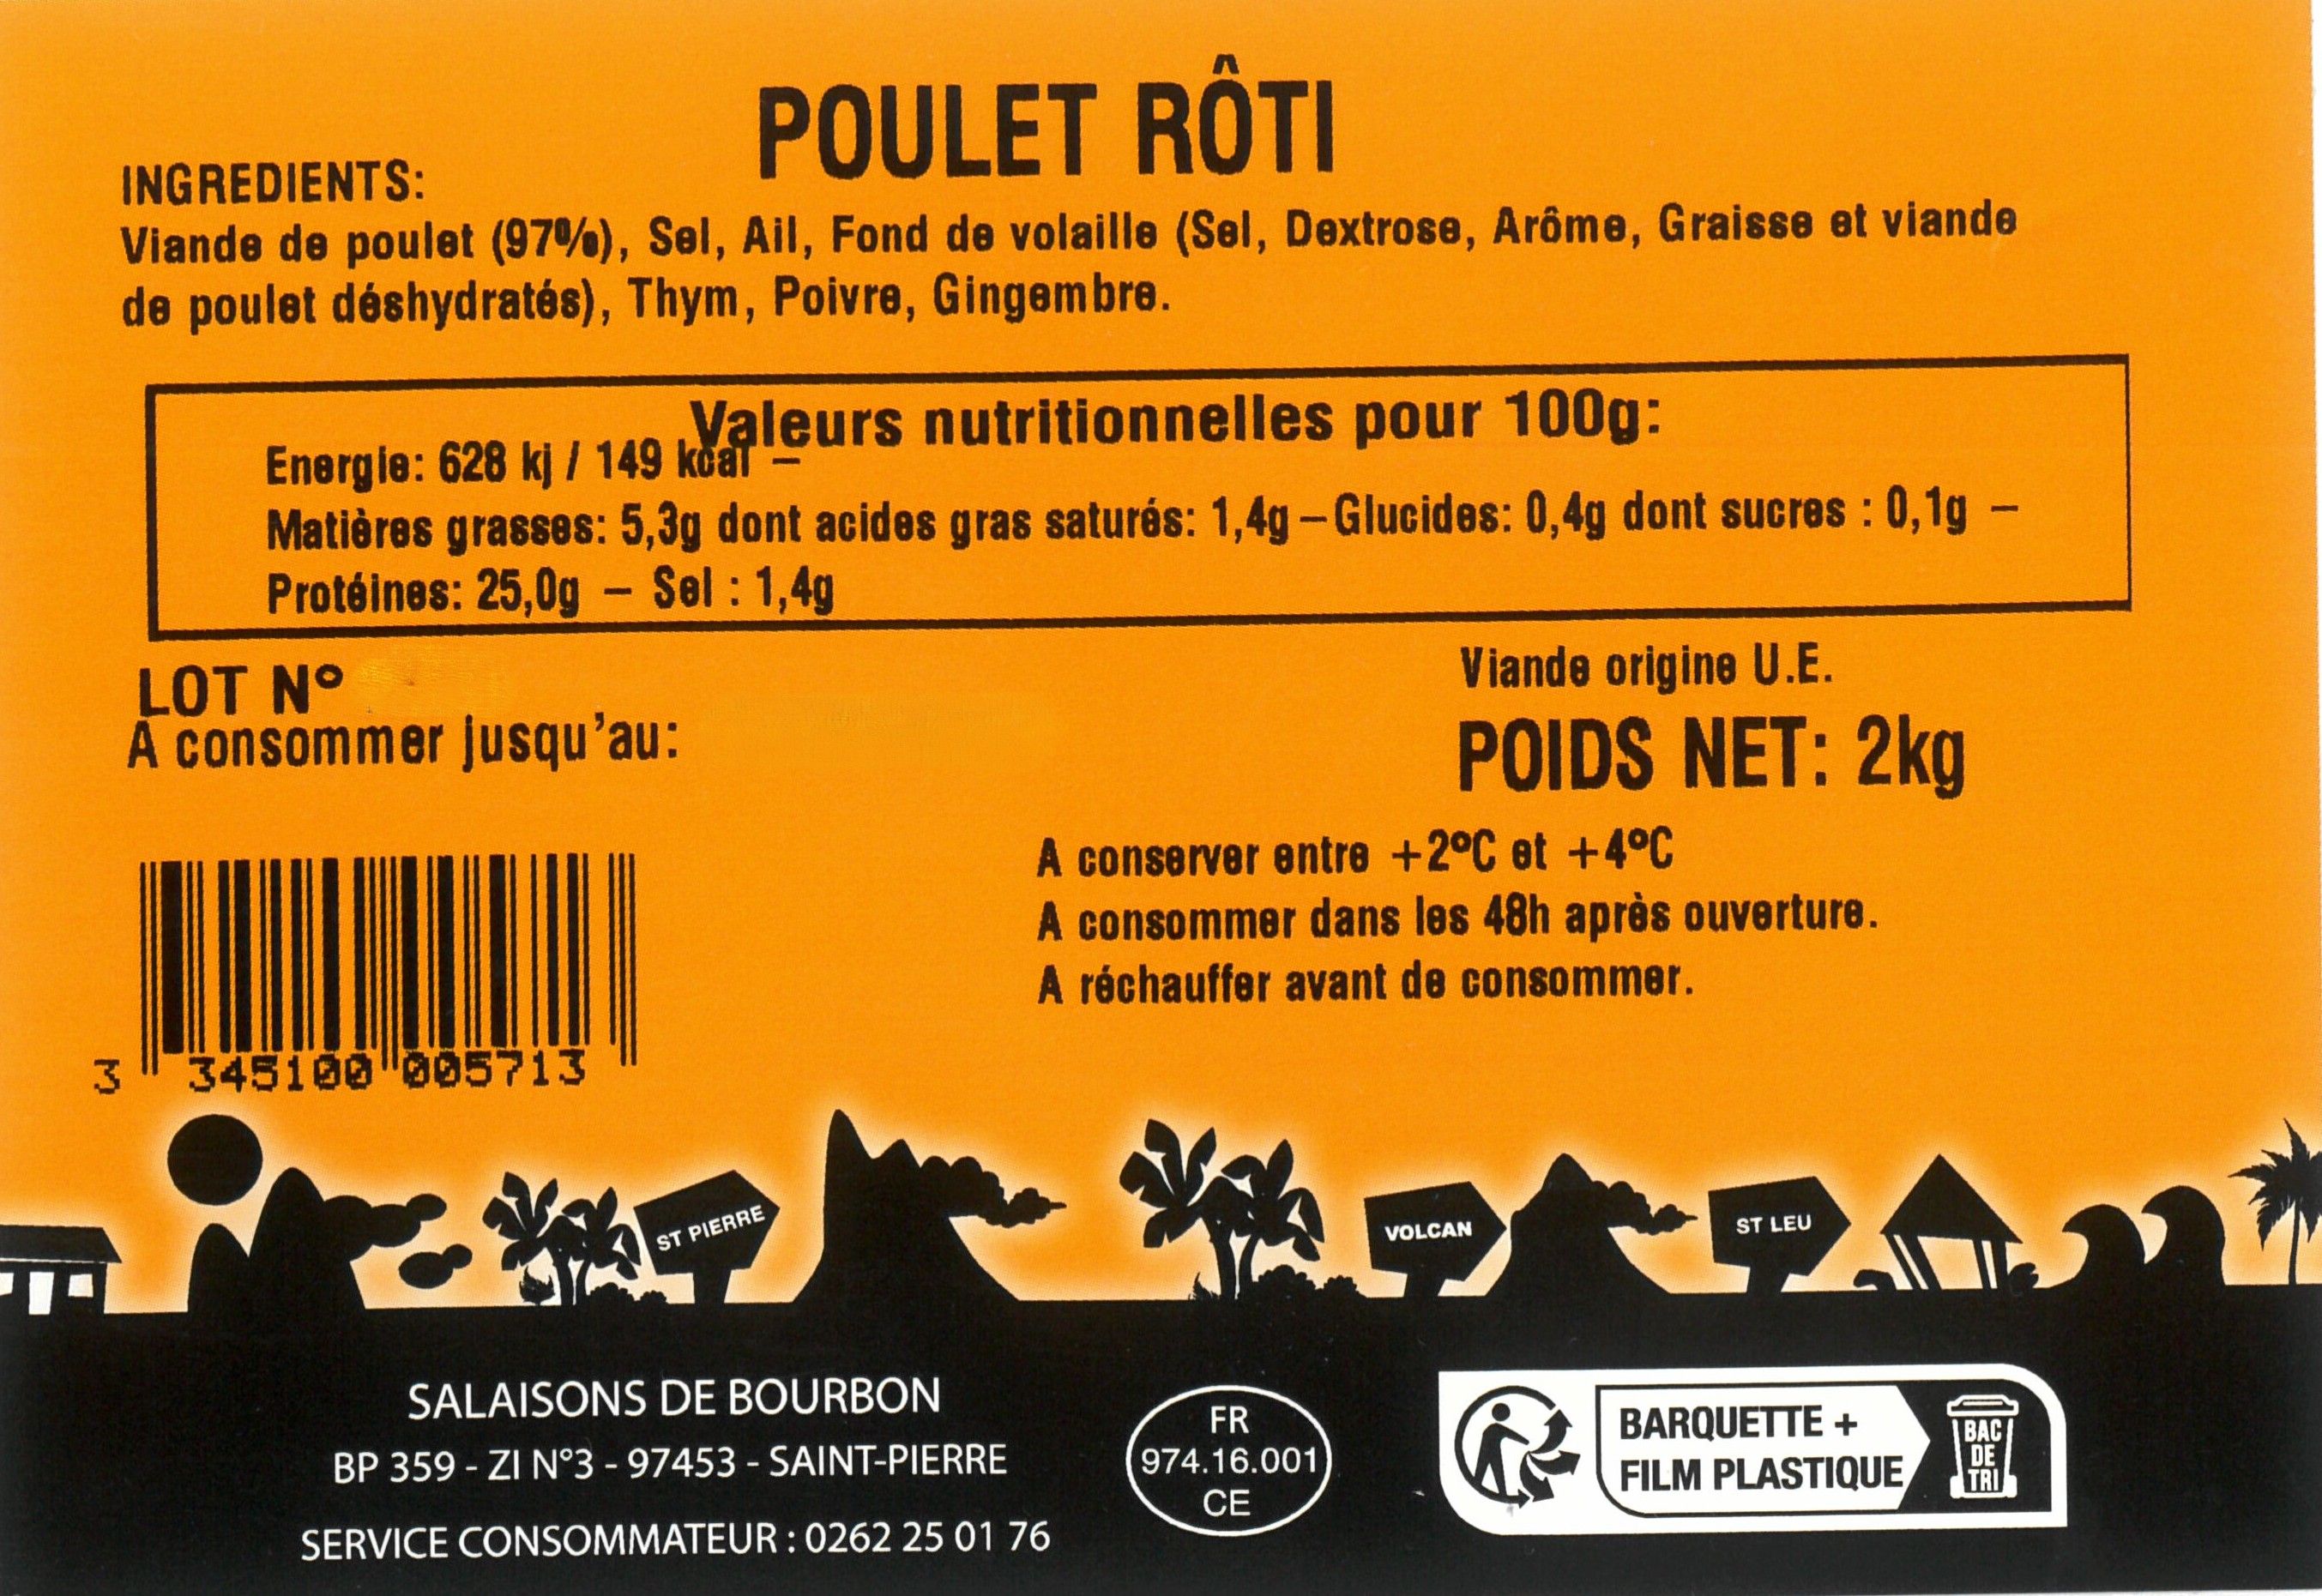 POULET RÔTI
INGREDIENTS:
Viande de poulet (97%), Sel, Ail, Fond de volaille (Sel, Dextrose, Arôme, Graisse et viande
de poulet déshydratés), Thym, Poivre, Gingembre.
Valeurs nutritionnelles pour 100g:
Energie: 628 kj / 149 kcal –
Matières grasses: 5,3g dont acides gras saturés: 1,4g – Glucides: 0,4g dont sucres : 0,1g –
Protéines: 25,0g – Sel : 1,4g
LOT N°
A consommer jusqu'au:
Viande origine U.E.
POIDS NET: 2kg
A conserver entre +2°C et +4°C
A consommer dans les 48h après ouverture.
A réchauffer avant de consommer.
3 345100 005713
ST PIERRE
VOLCAN
ST LEU
SALAISONS DE BOURBON
BP 359 - ZI N°3 - 97453 - SAINT-PIERRE
SERVICE CONSOMMATEUR : 0262 25 01 76
FR
974.16.001
CE
BARQUETTE +
FILM PLASTIQUE
BAC
DE
TRI